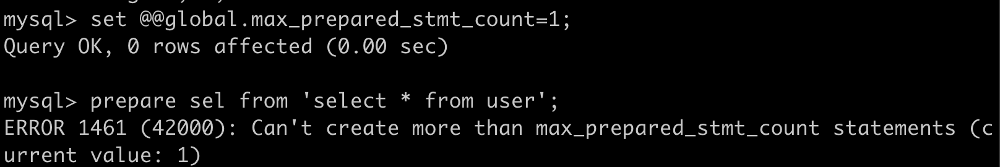 mysql> set @@global.max_prepared_stmt_count=1;
Query OK, 0 rows affected (0.00 sec)
mysql> prepare sel from 'select * from user';
ERROR 1461 (42000): Can't create more than max_prepared_stmt_count statements (c
urrent value: 1)